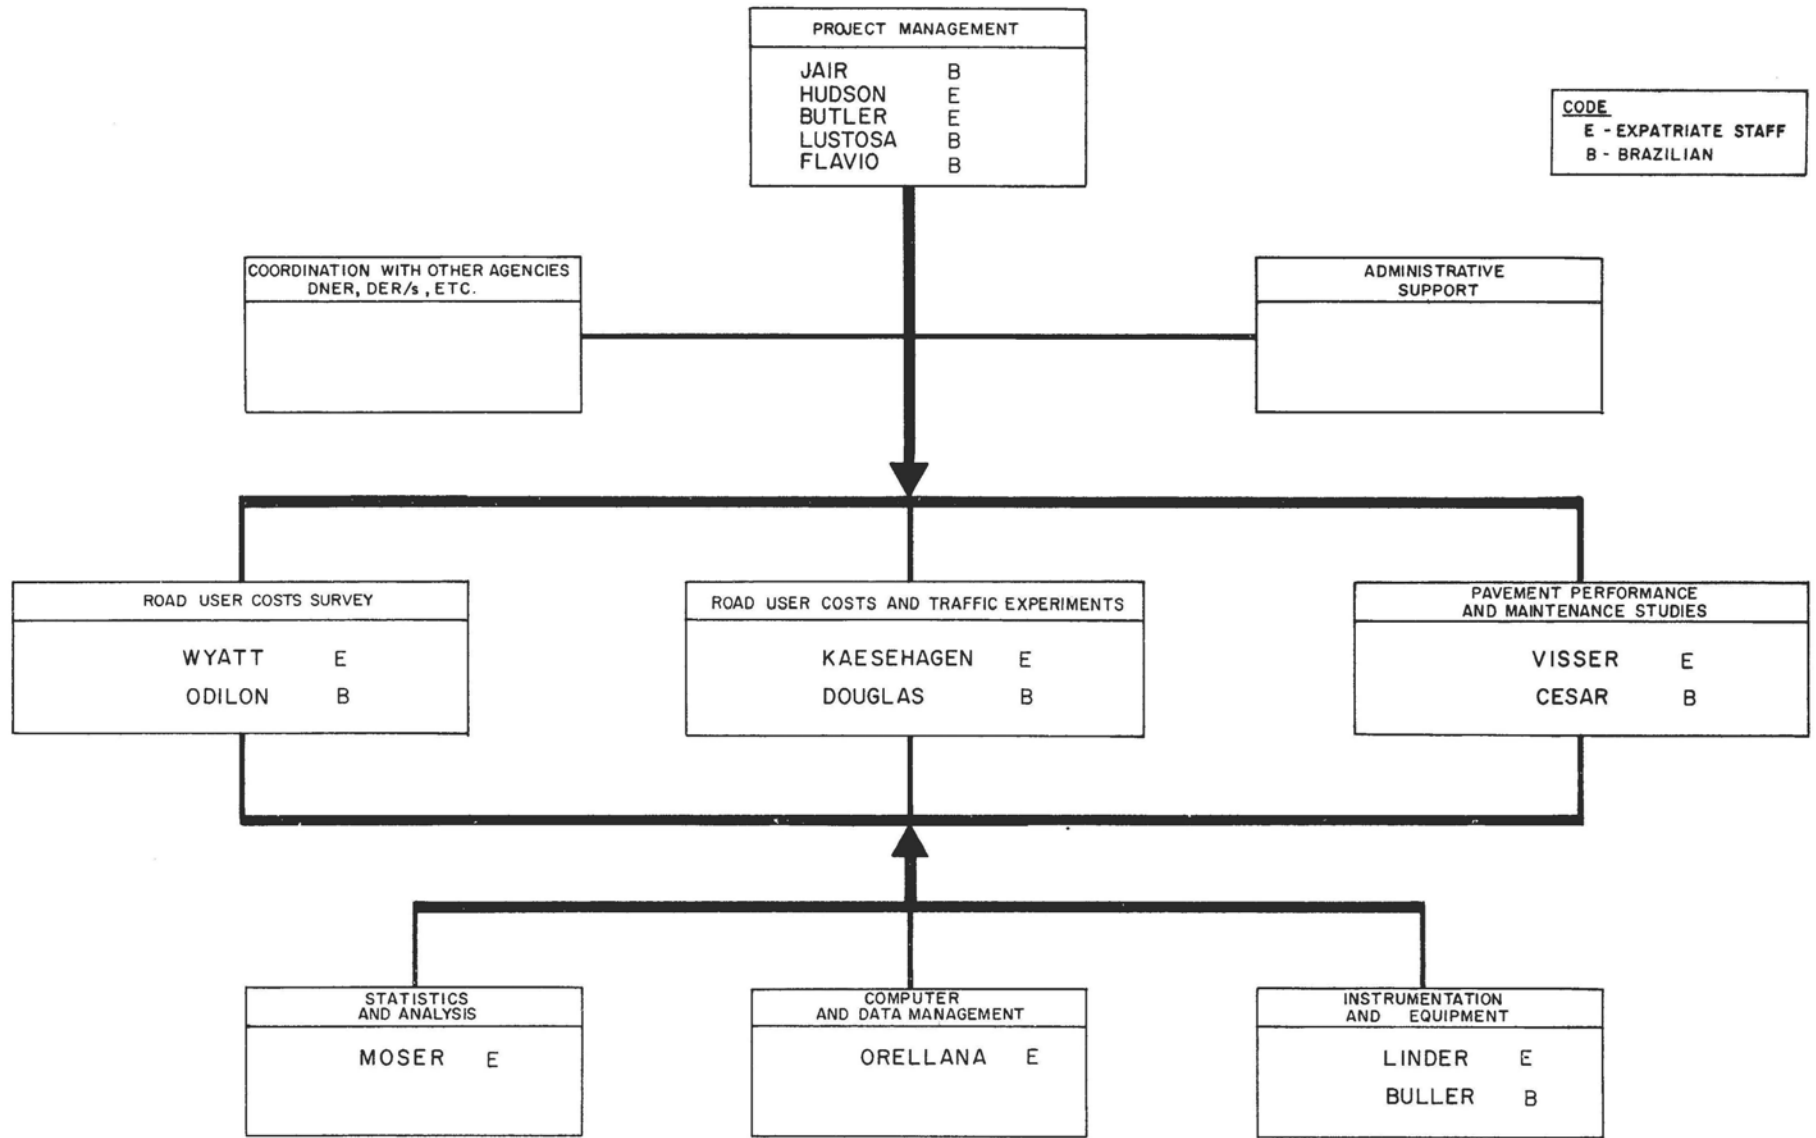 PROJECT MANAGEMENT
JAIR B
HUDSON E
BUTLER E
LUSTOSA B
FLAVIO B
CODE
E - EXPATRIATE STAFF
B - BRAZILIAN
COORDINATION WITH OTHER AGENCIES
DNER, DER/s, ETC.
ADMINISTRATIVE
SUPPORT
ROAD USER COSTS SURVEY
WYATT E
ODILON B
ROAD USER COSTS AND TRAFFIC EXPERIMENTS
KAESEHAGEN E
DOUGLAS B
PAVEMENT PERFORMANCE
AND MAINTENANCE STUDIES
VISSER E
CESAR B
STATISTICS
AND ANALYSIS
MOSER E
COMPUTER
AND DATA MANAGEMENT
ORELLANA E
INSTRUMENTATION
AND EQUIPMENT
LINDER E
BULLER B